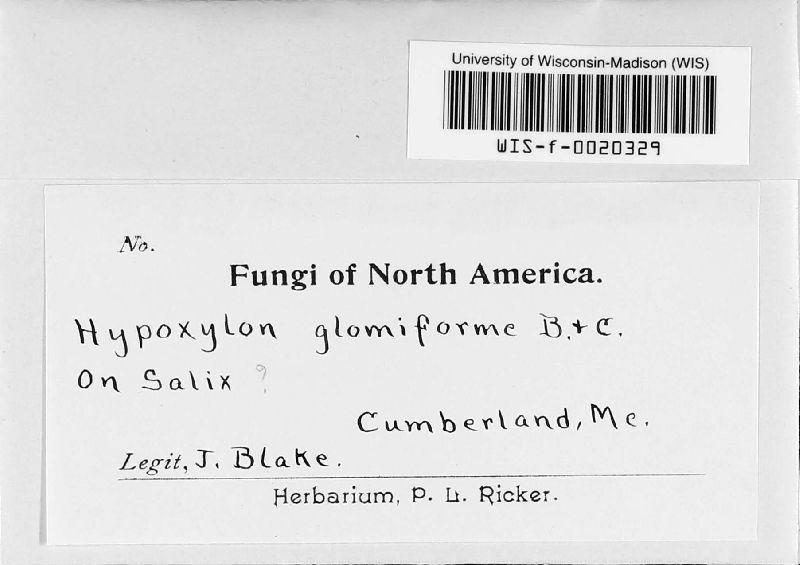 University of Wisconsin-Madison (WIS)
WIS-f-0020329
No.
Fungi of North America.
Hypoxylon glomiforme B.+C.
On Salix ?
Cumberland, Me.
Legit, J. Blake.
Herbarium, P. L. Ricker.